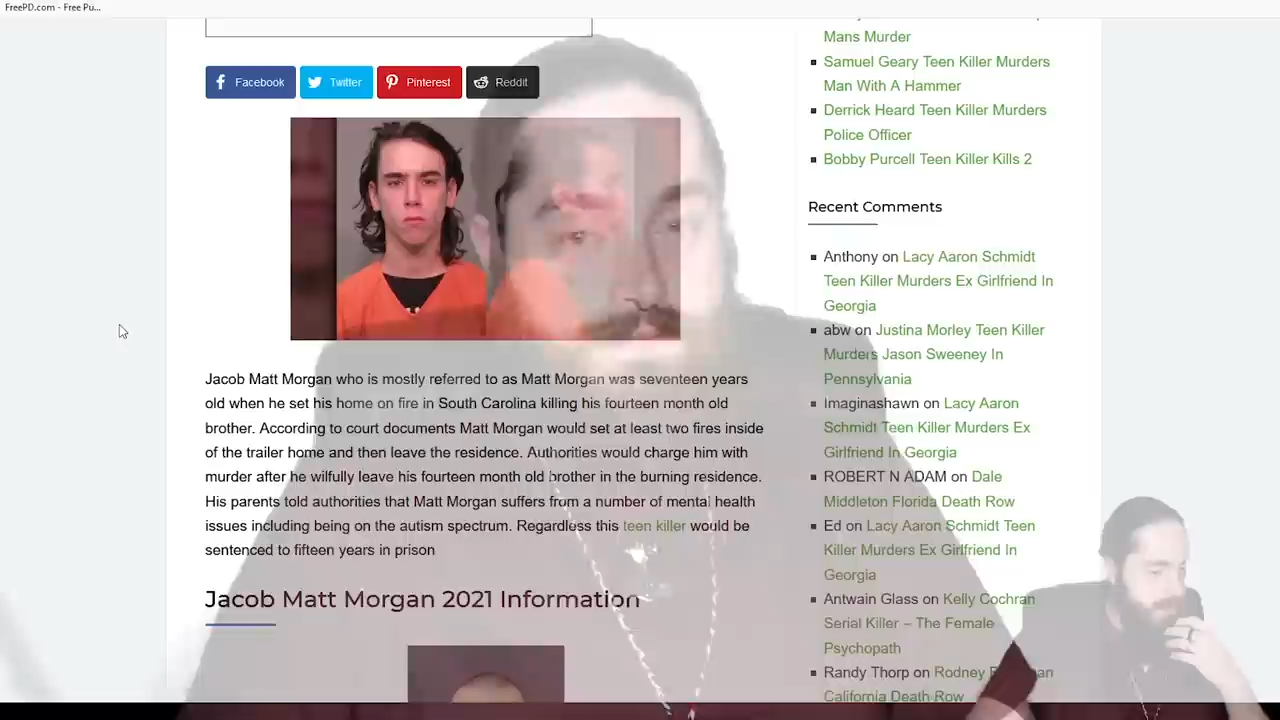 FreePD.com - Free Pu...
Facebook
Twitter
Pinterest
Reddit
Jacob Matt Morgan who is mostly referred to as Matt Morgan was seventeen years
old when he set his home on fire in South Carolina killing his fourteen month old
brother. According to court documents Matt Morgan would set at least two fires inside
of the trailer home and then leave the residence. Authorities would charge him with
murder after he wilfully leave his fourteen month old brother in the burning residence.
His parents told authorities that Matt Morgan suffers from a number of mental health
issues including being on the autism spectrum. Regardless this teen killer would be
sentenced to fifteen years in prison
Jacob Matt Morgan 2021 Information
Mans Murder
Samuel Geary Teen Killer Murders
Man With A Hammer
Derrick Heard Teen Killer Murders
Police Officer
Bobby Purcell Teen Killer Kills 2
Recent Comments
Anthony on Lacy Aaron Schmidt
Teen Killer Murders Ex Girlfriend In
Georgia
abw on Justina Morley Teen Killer
Murders Jason Sweeney In
Pennsylvania
Imaginashawn on Lacy Aaron
Schmidt Teen Killer Murders Ex
Girlfriend In Georgia
ROBERT N ADAM on Dale
Middleton Florida Death Row
Ed on Lacy Aaron Schmidt Teen
Killer Murders Ex Girlfriend In
Georgia
Antwain Glass on Kelly Cochran
Serial Killer – The Female
Psychopath
Randy Thorp on Rodney
California Death Row